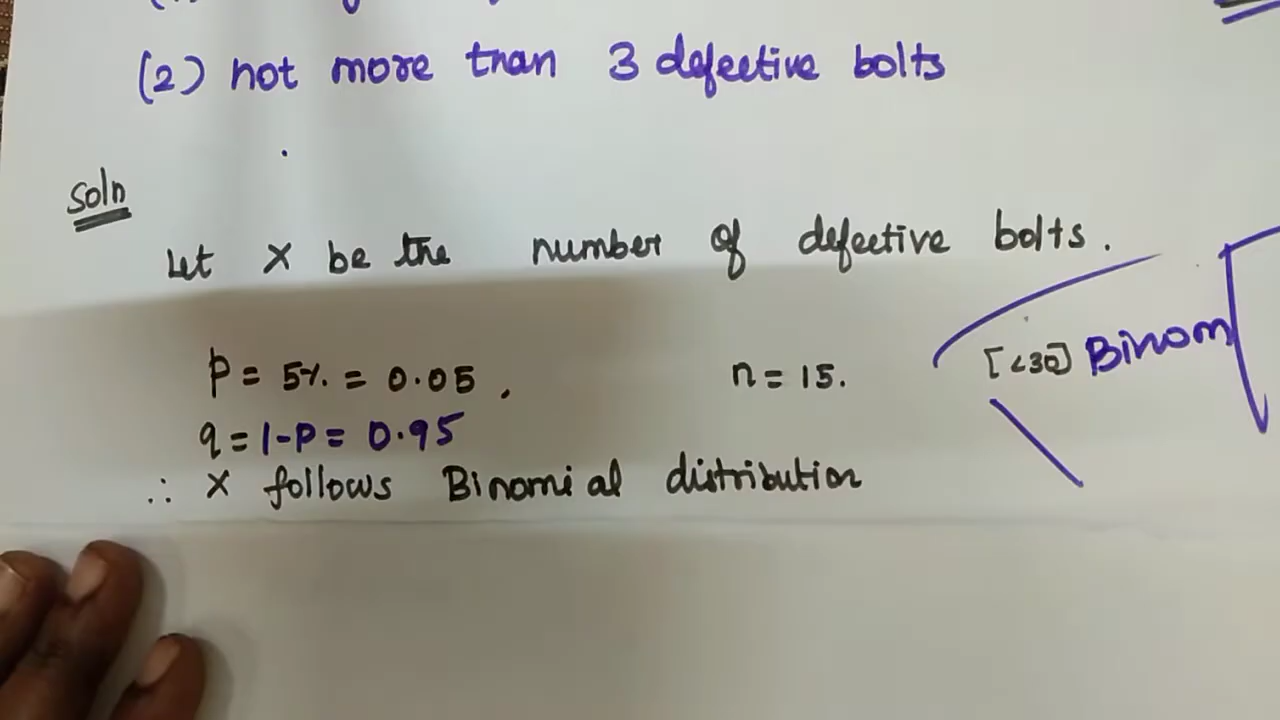 (2) not more than 3 defective bolts
Soln
Let X be the number of defective bolts.
p = 5% = 0.05, n = 15. [<30] Binom
q = 1-p = 0.95
∴ X follows Binomial distribution